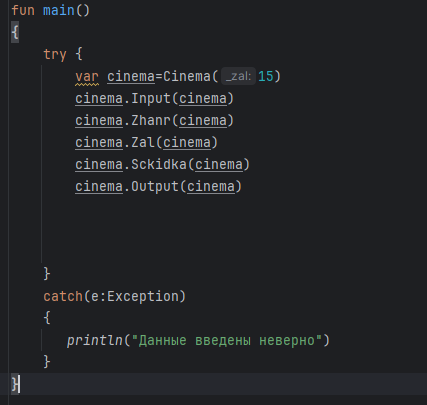 fun main()
{
try {
var cinema=Cinema( _zal: 15)
cinema.Input(cinema)
cinema.Zhanr(cinema)
cinema.Zal(cinema)
cinema.Sckidka(cinema)
cinema.Output(cinema)
}
catch(e:Exception)
{
println("Данные введены неверно")
}
}